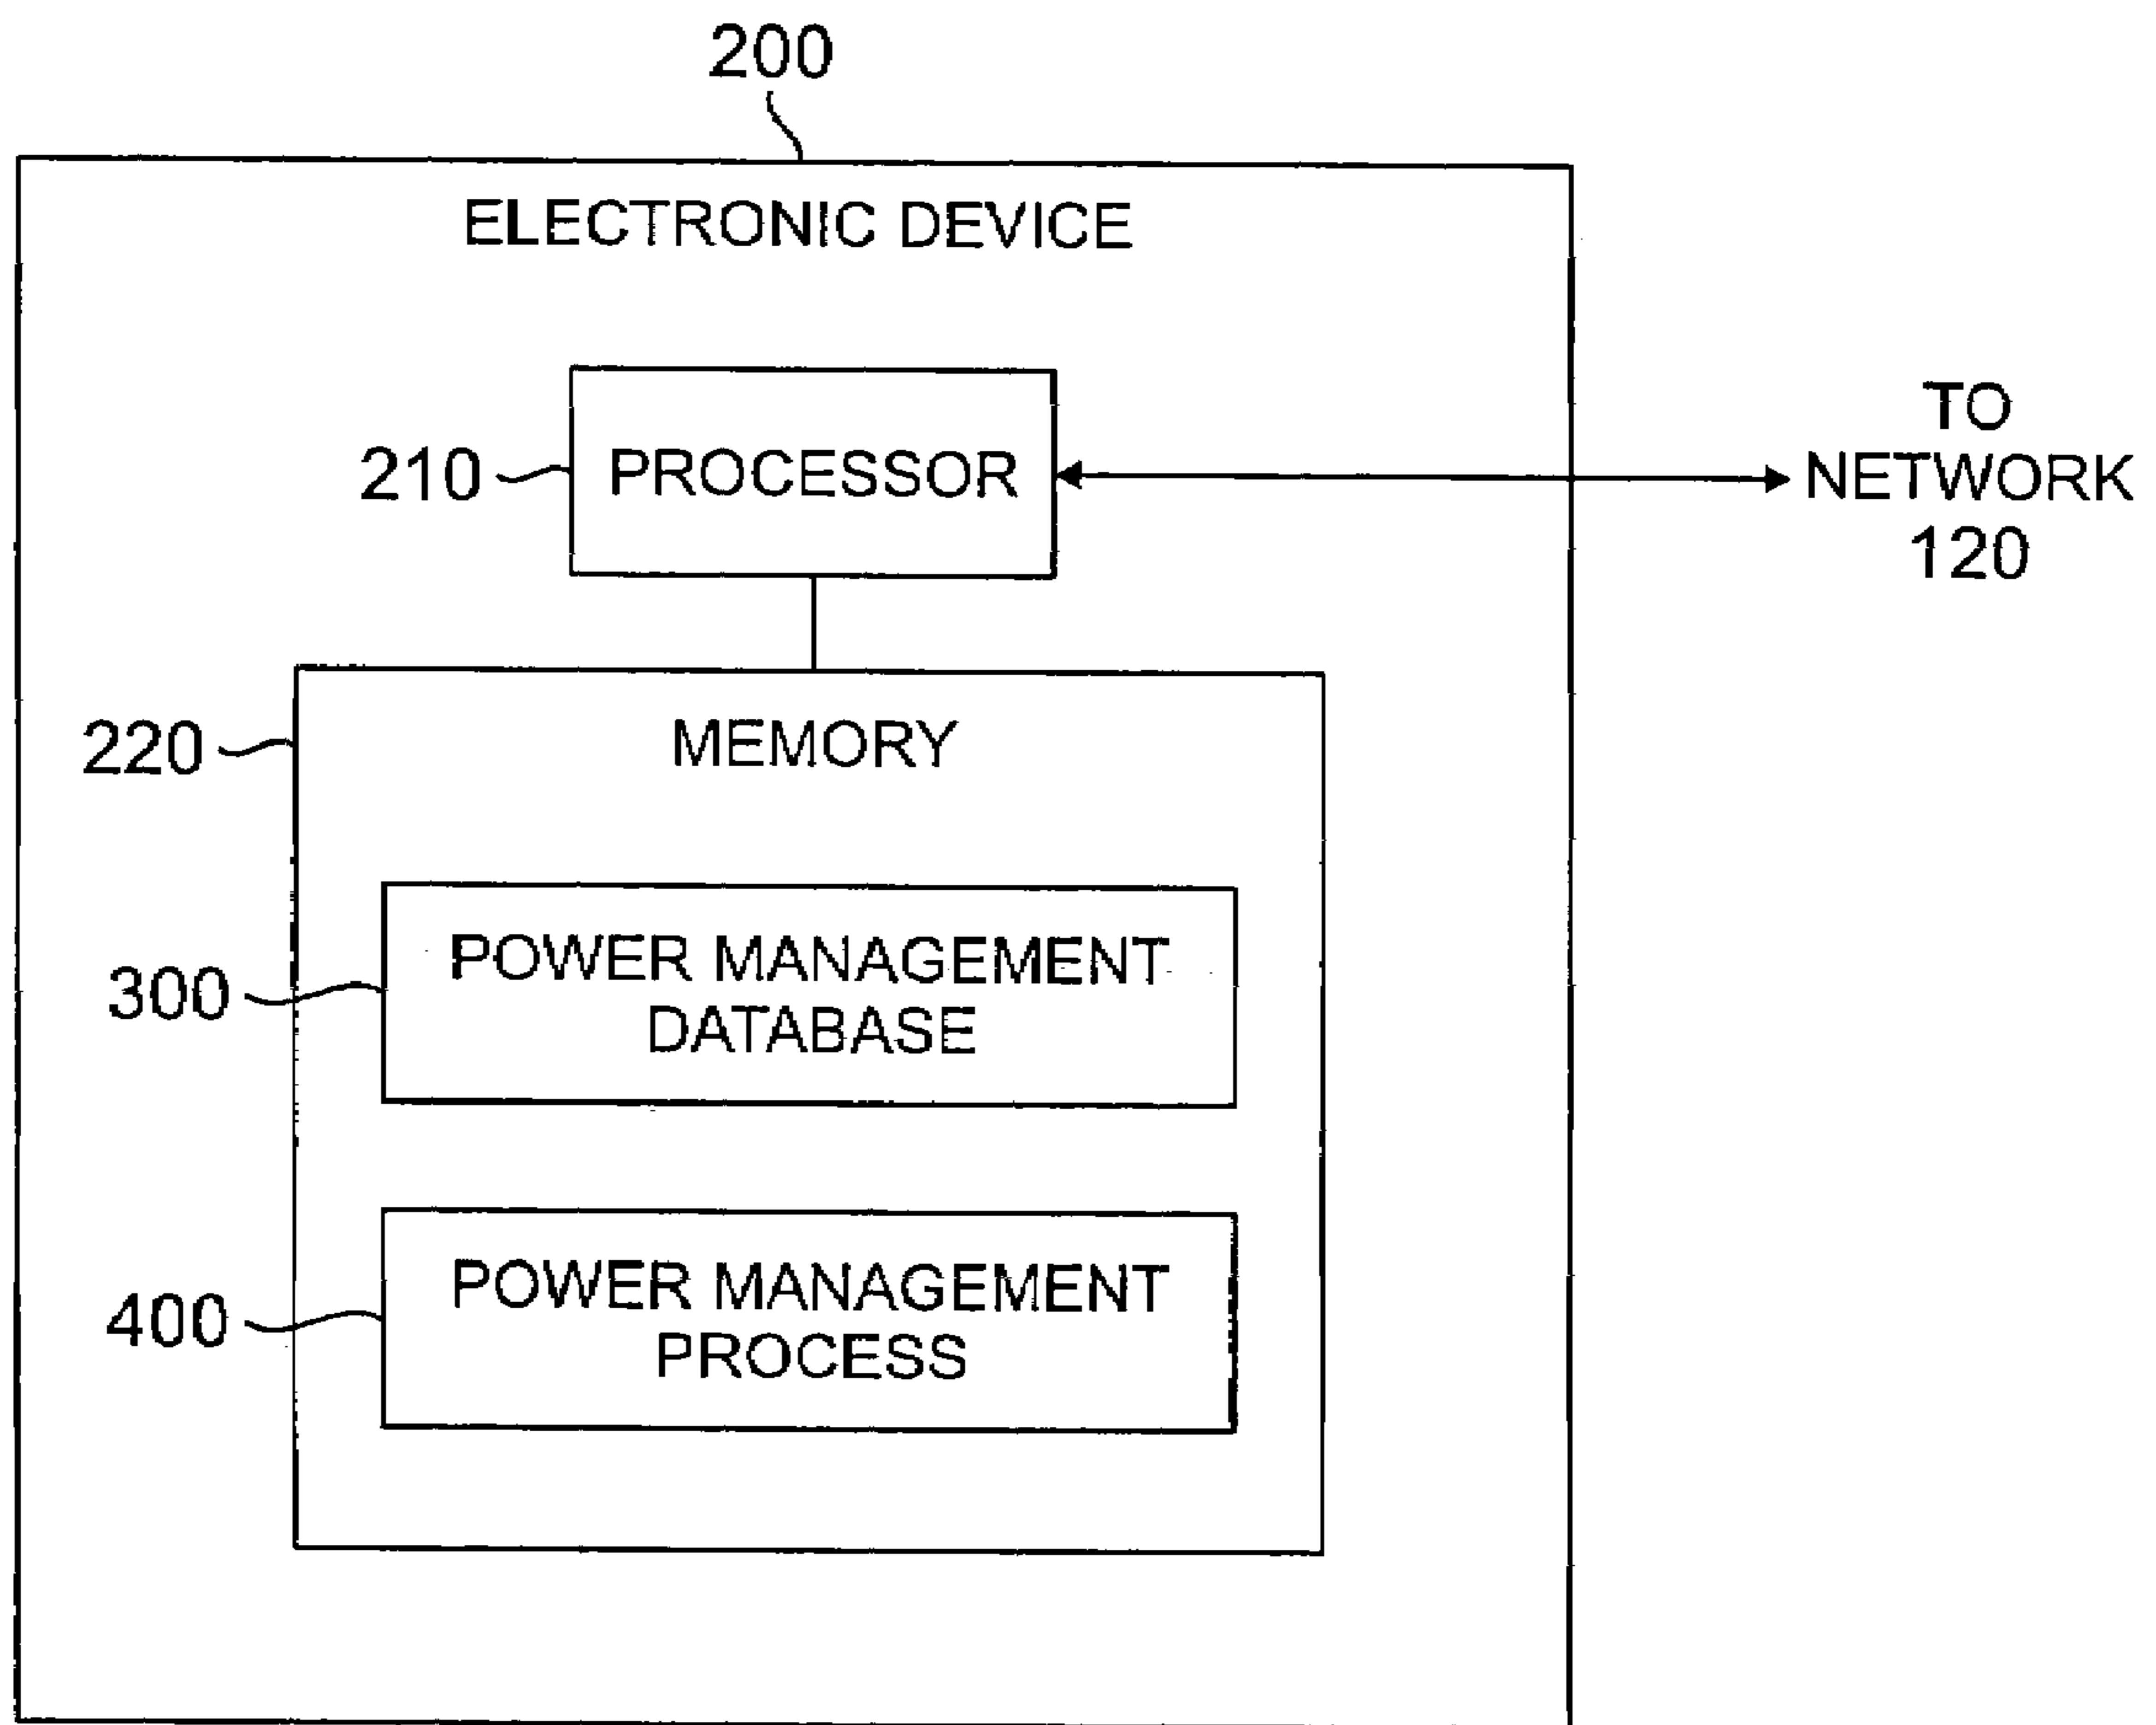 200
ELECTRONIC DEVICE
TO
NETWORK
120
210
PROCESSOR
220
MEMORY
300
POWER MANAGEMENT
DATABASE
400
POWER MANAGEMENT
PROCESS